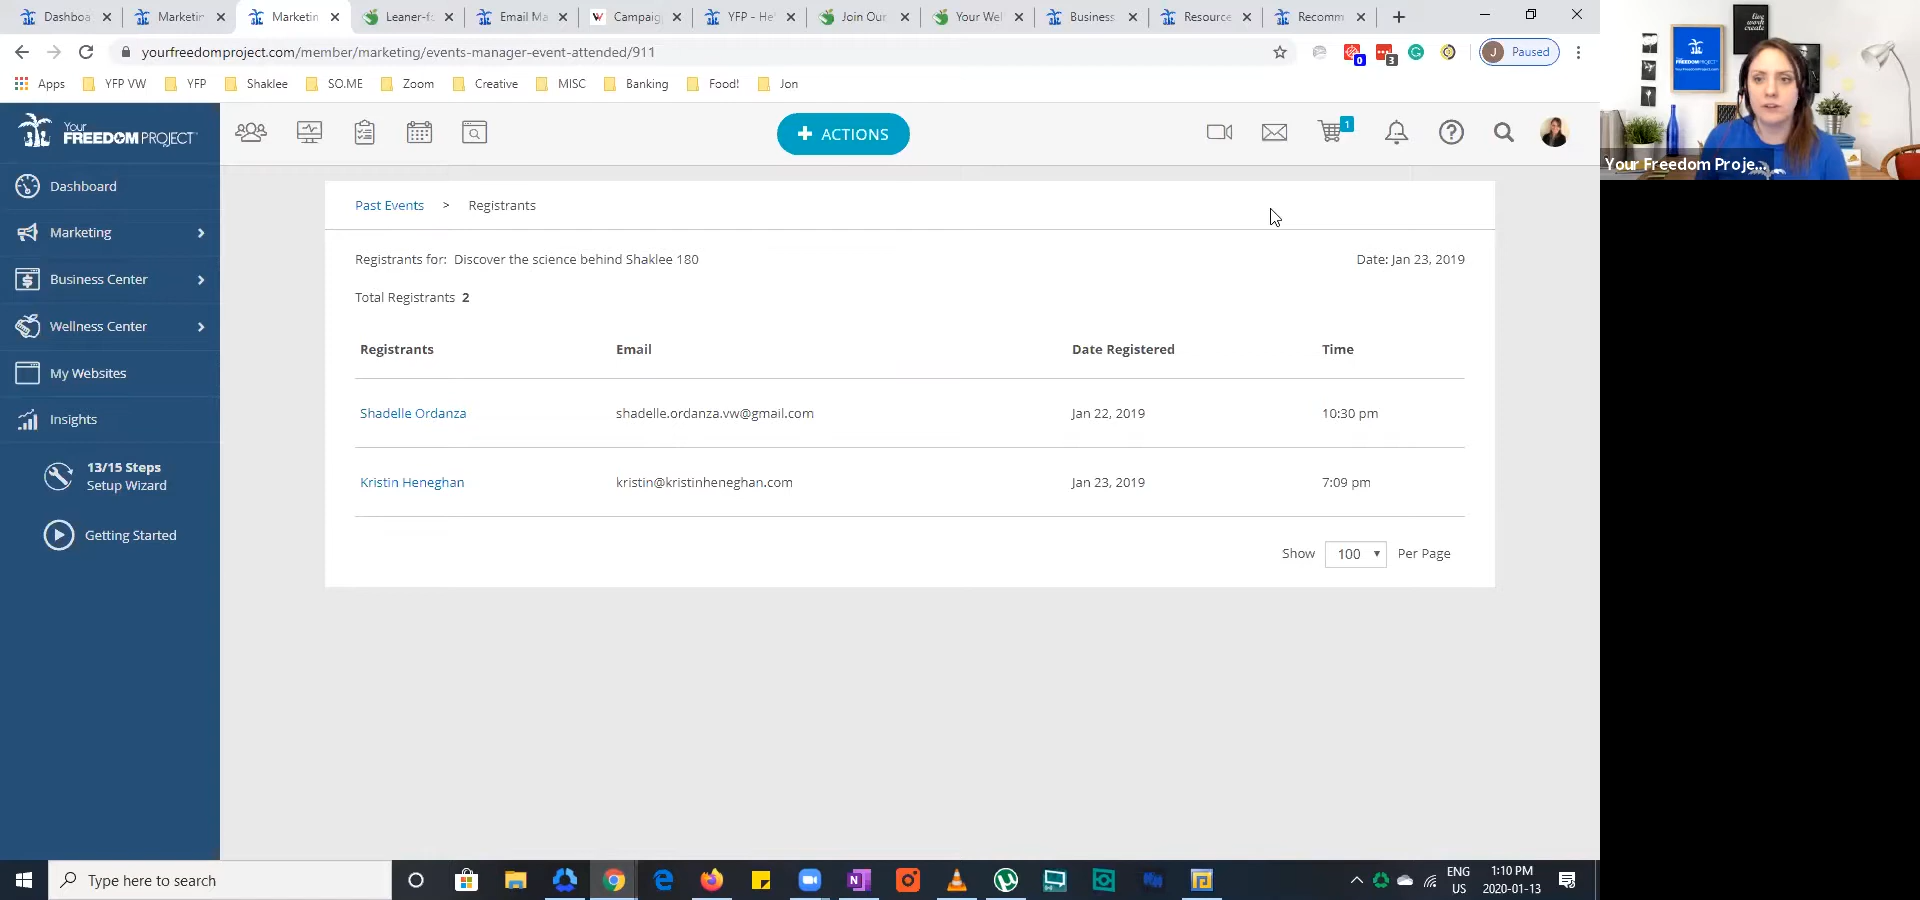 Dashboa
Marketin
Marketin
Leaner-fo
Email Ma
Campaig
YFP - He
Join Our
Your Wel
Business
Resource
Recomm
yourfreedomproject.com/member/marketing/events-manager-event-attended/911
0
3
J Paused
Apps YFP VW YFP Shaklee SO.ME Zoom Creative MISC Banking Food! Jon
Your
FREEDOM PROJECT
+ ACTIONS
1
Dashboard
Marketing
Business Center
Wellness Center
My Websites
Insights
13/15 Steps
Setup Wizard
Getting Started
Past Events > Registrants
Registrants for: Discover the science behind Shaklee 180
Date: Jan 23, 2019
Total Registrants 2
Registrants Email Date Registered Time
Shadelle Ordanza shadelle.ordanza.vw@gmail.com Jan 22, 2019 10:30 pm
Kristin Heneghan kristin@kristinheneghan.com Jan 23, 2019 7:09 pm
Show 100 Per Page
Your Freedom Proje...
Type here to search
ENG
US
1:10 PM
2020-01-13